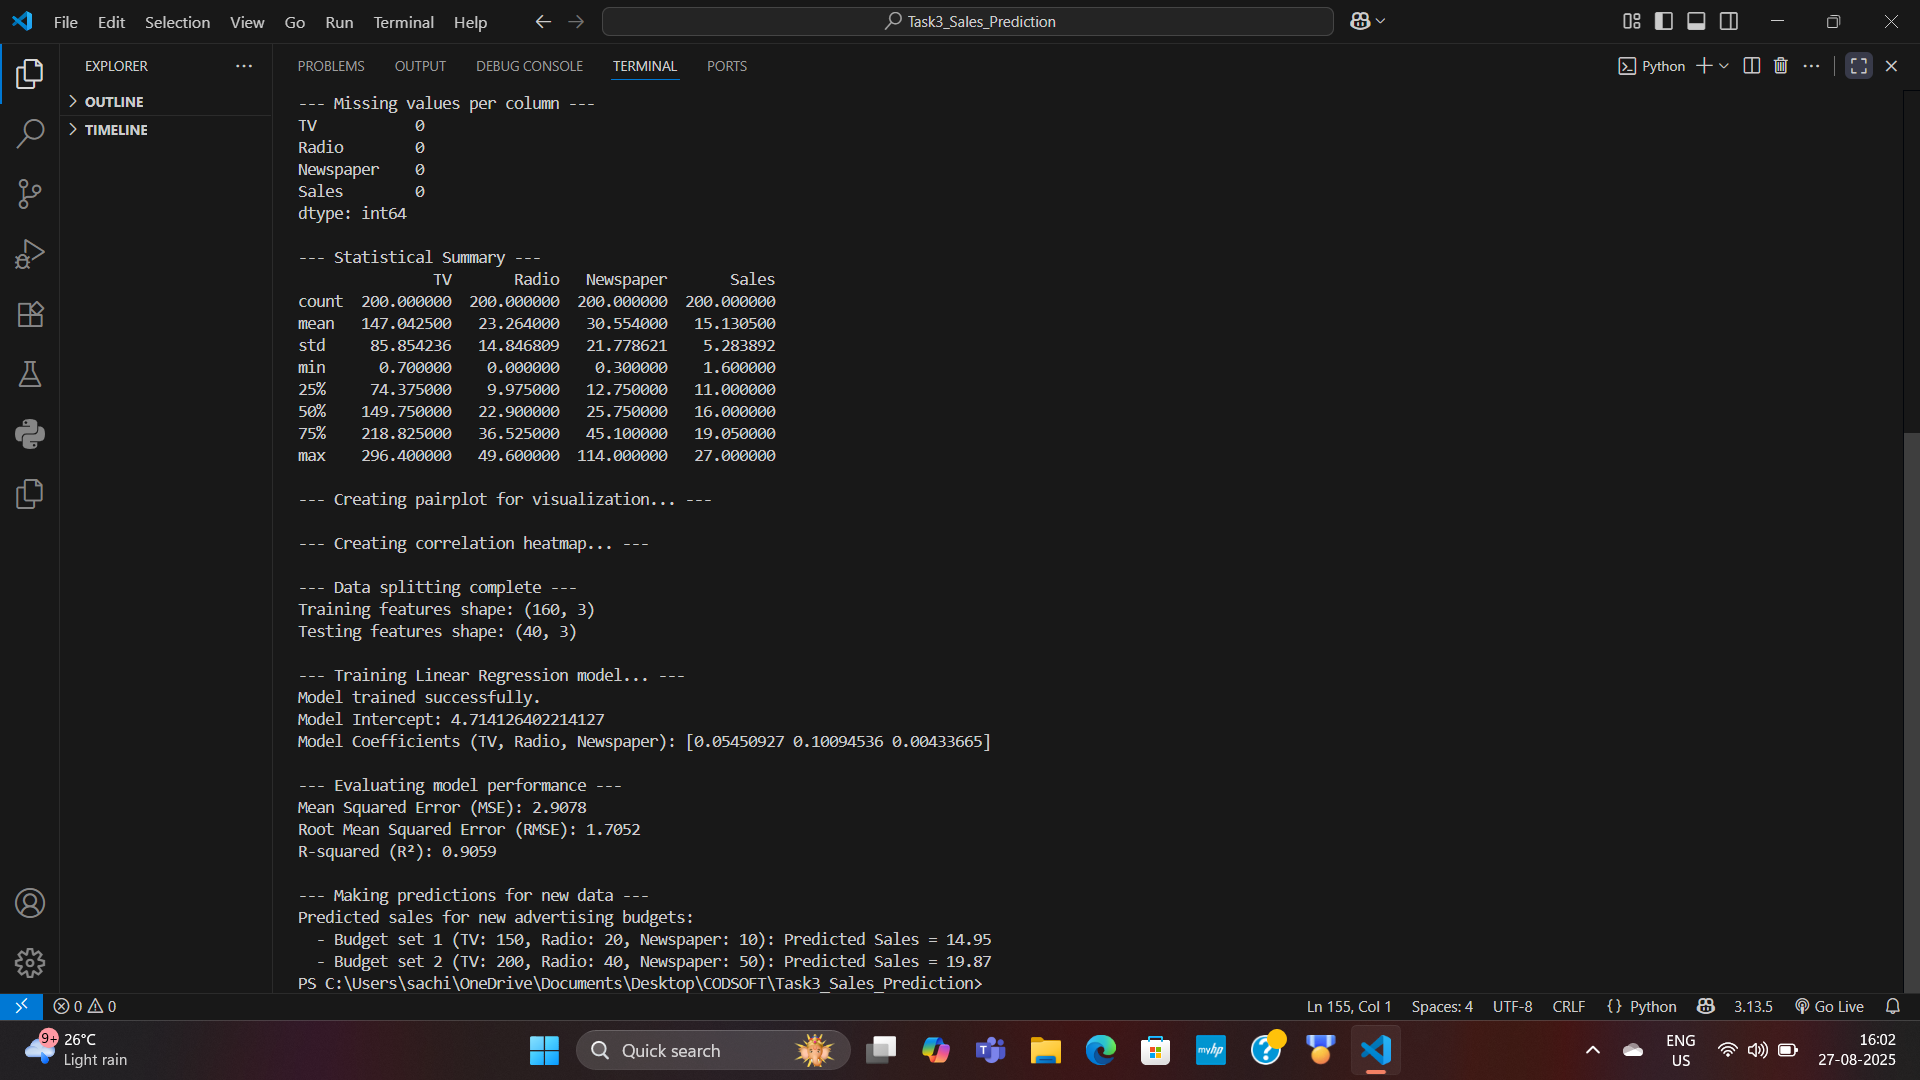 File Edit Selection View Go Run Terminal Help
Task3_Sales_Prediction
EXPLORER
OUTLINE
TIMELINE
PROBLEMS OUTPUT DEBUG CONSOLE TERMINAL PORTS
Python
--- Missing values per column ---
TV 0
Radio 0
Newspaper 0
Sales 0
dtype: int64
--- Statistical Summary ---
TV Radio Newspaper Sales
count 200.000000 200.000000 200.000000 200.000000
mean 147.042500 23.264000 30.554000 15.130500
std 85.854236 14.846809 21.778621 5.283892
min 0.700000 0.000000 0.300000 1.600000
25% 74.375000 9.975000 12.750000 11.000000
50% 149.750000 22.900000 25.750000 16.000000
75% 218.825000 36.525000 45.100000 19.050000
max 296.400000 49.600000 114.000000 27.000000
--- Creating pairplot for visualization... ---
--- Creating correlation heatmap... ---
--- Data splitting complete ---
Training features shape: (160, 3)
Testing features shape: (40, 3)
--- Training Linear Regression model... ---
Model trained successfully.
Model Intercept: 4.714126402214127
Model Coefficients (TV, Radio, Newspaper): [0.05450927 0.10094536 0.00433665]
--- Evaluating model performance ---
Mean Squared Error (MSE): 2.9078
Root Mean Squared Error (RMSE): 1.7052
R-squared (R²): 0.9059
--- Making predictions for new data ---
Predicted sales for new advertising budgets:
- Budget set 1 (TV: 150, Radio: 20, Newspaper: 10): Predicted Sales = 14.95
- Budget set 2 (TV: 200, Radio: 40, Newspaper: 50): Predicted Sales = 19.87
PS C:\Users\sachi\OneDrive\Documents\Desktop\CODSOFT\Task3_Sales_Prediction>
0 0
Ln 155, Col 1 Spaces: 4 UTF-8 CRLF {} Python 3.13.5 Go Live
9+
26°C
Light rain
Quick search
myhp
ENG
US
16:02
27-08-2025